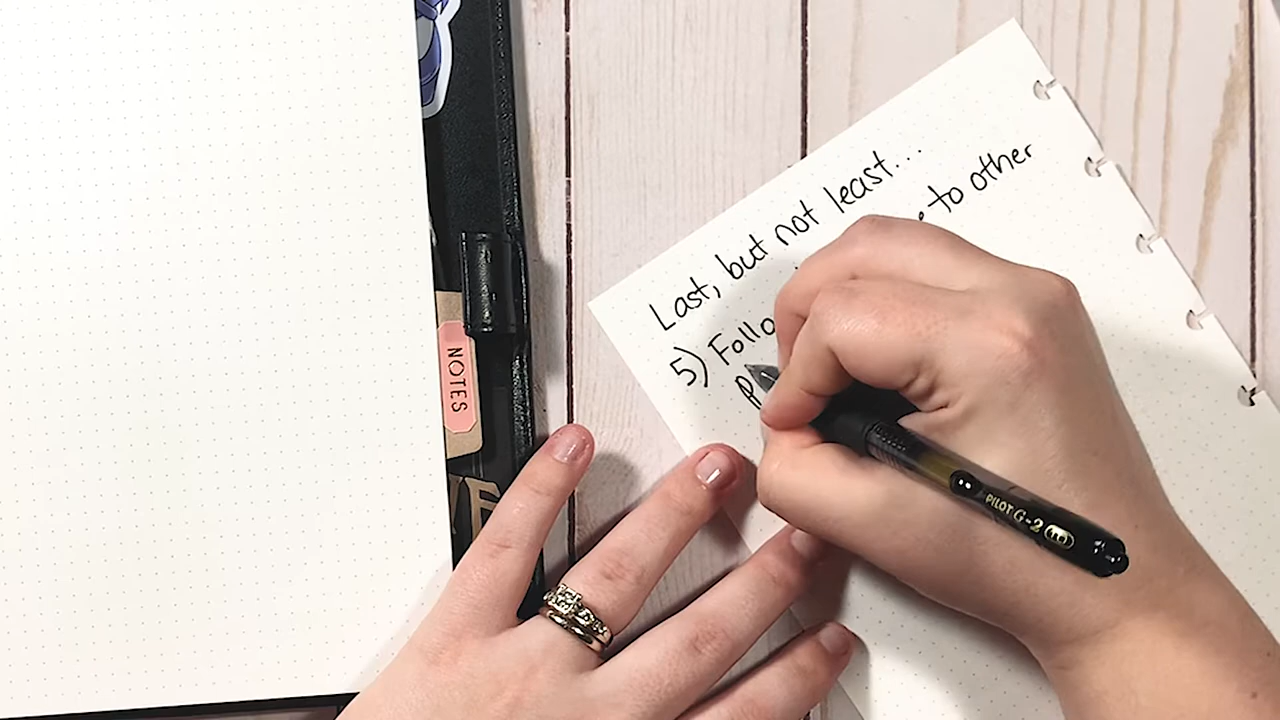 Last, but not least...
to other
5) Follo
NOTES
PILOT G-2